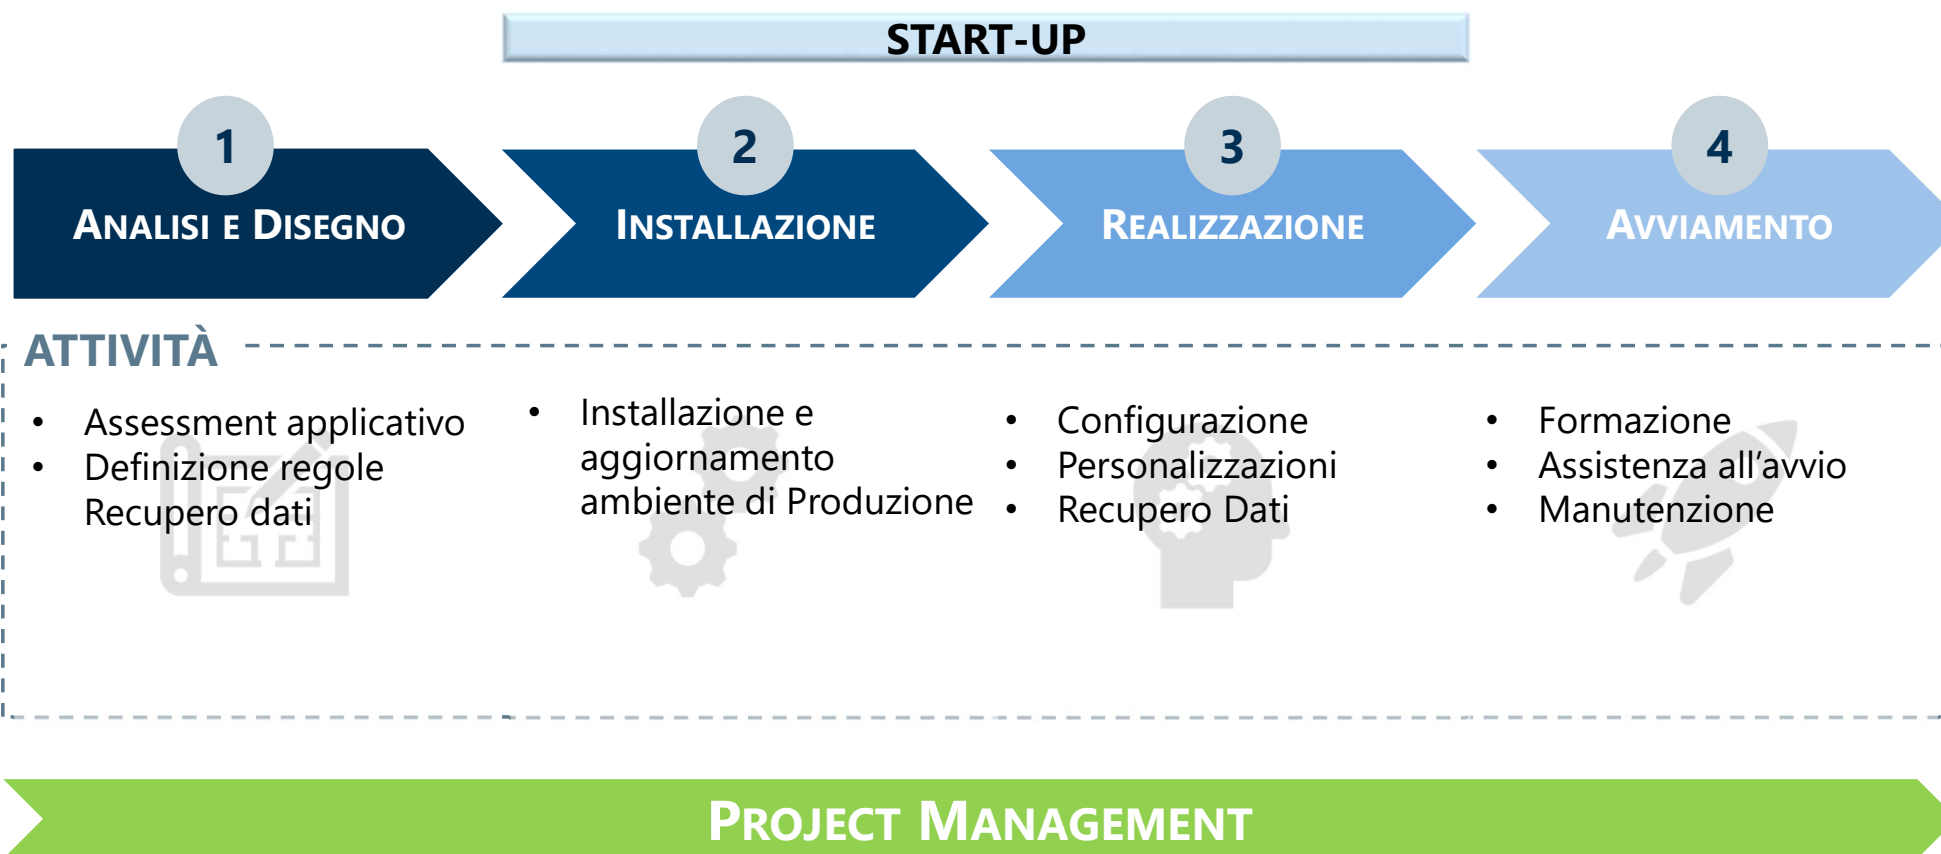 START-UP
1
2
3
4
ANALISI E DISEGNO
INSTALLAZIONE
REALIZZAZIONE
AVVIAMENTO
ATTIVITÀ
• Assessment applicativo
• Definizione regole
Recupero dati
• Installazione e
aggiornamento
ambiente di Produzione
• Configurazione
• Personalizzazioni
• Recupero Dati
• Formazione
• Assistenza all’avvio
• Manutenzione
PROJECT MANAGEMENT